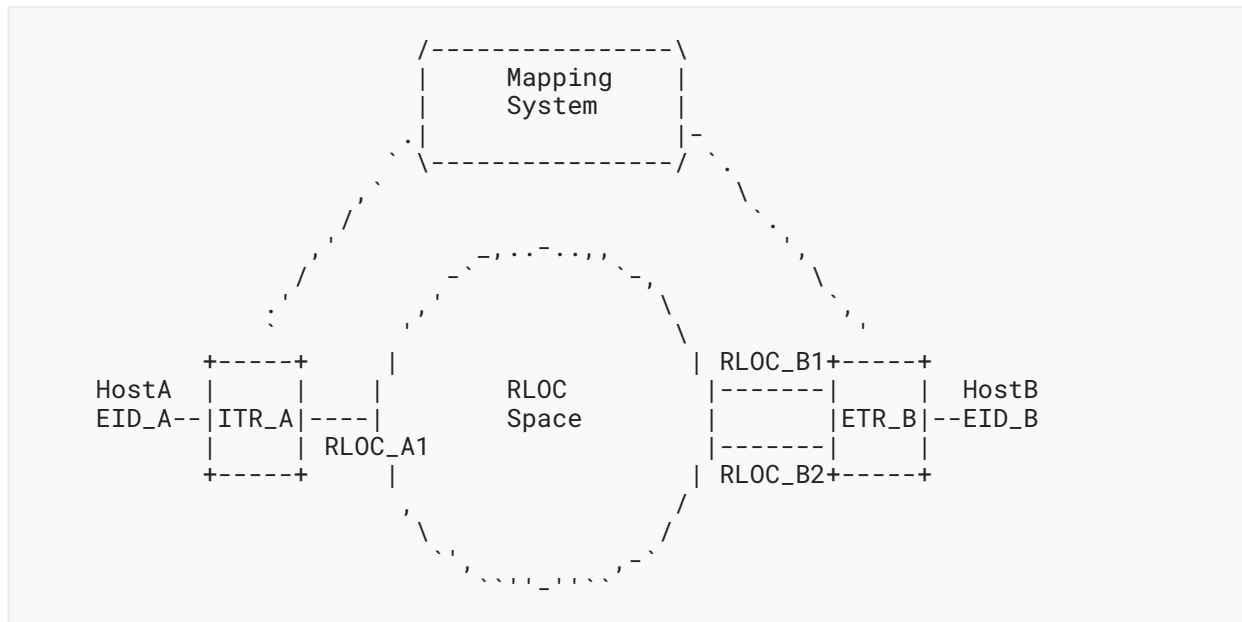 Mapping
System
RLOC_B1
HostA RLOC HostB
EID_A--|ITR_A|----| Space |ETR_B|--EID_B
RLOC_A1
RLOC_B2